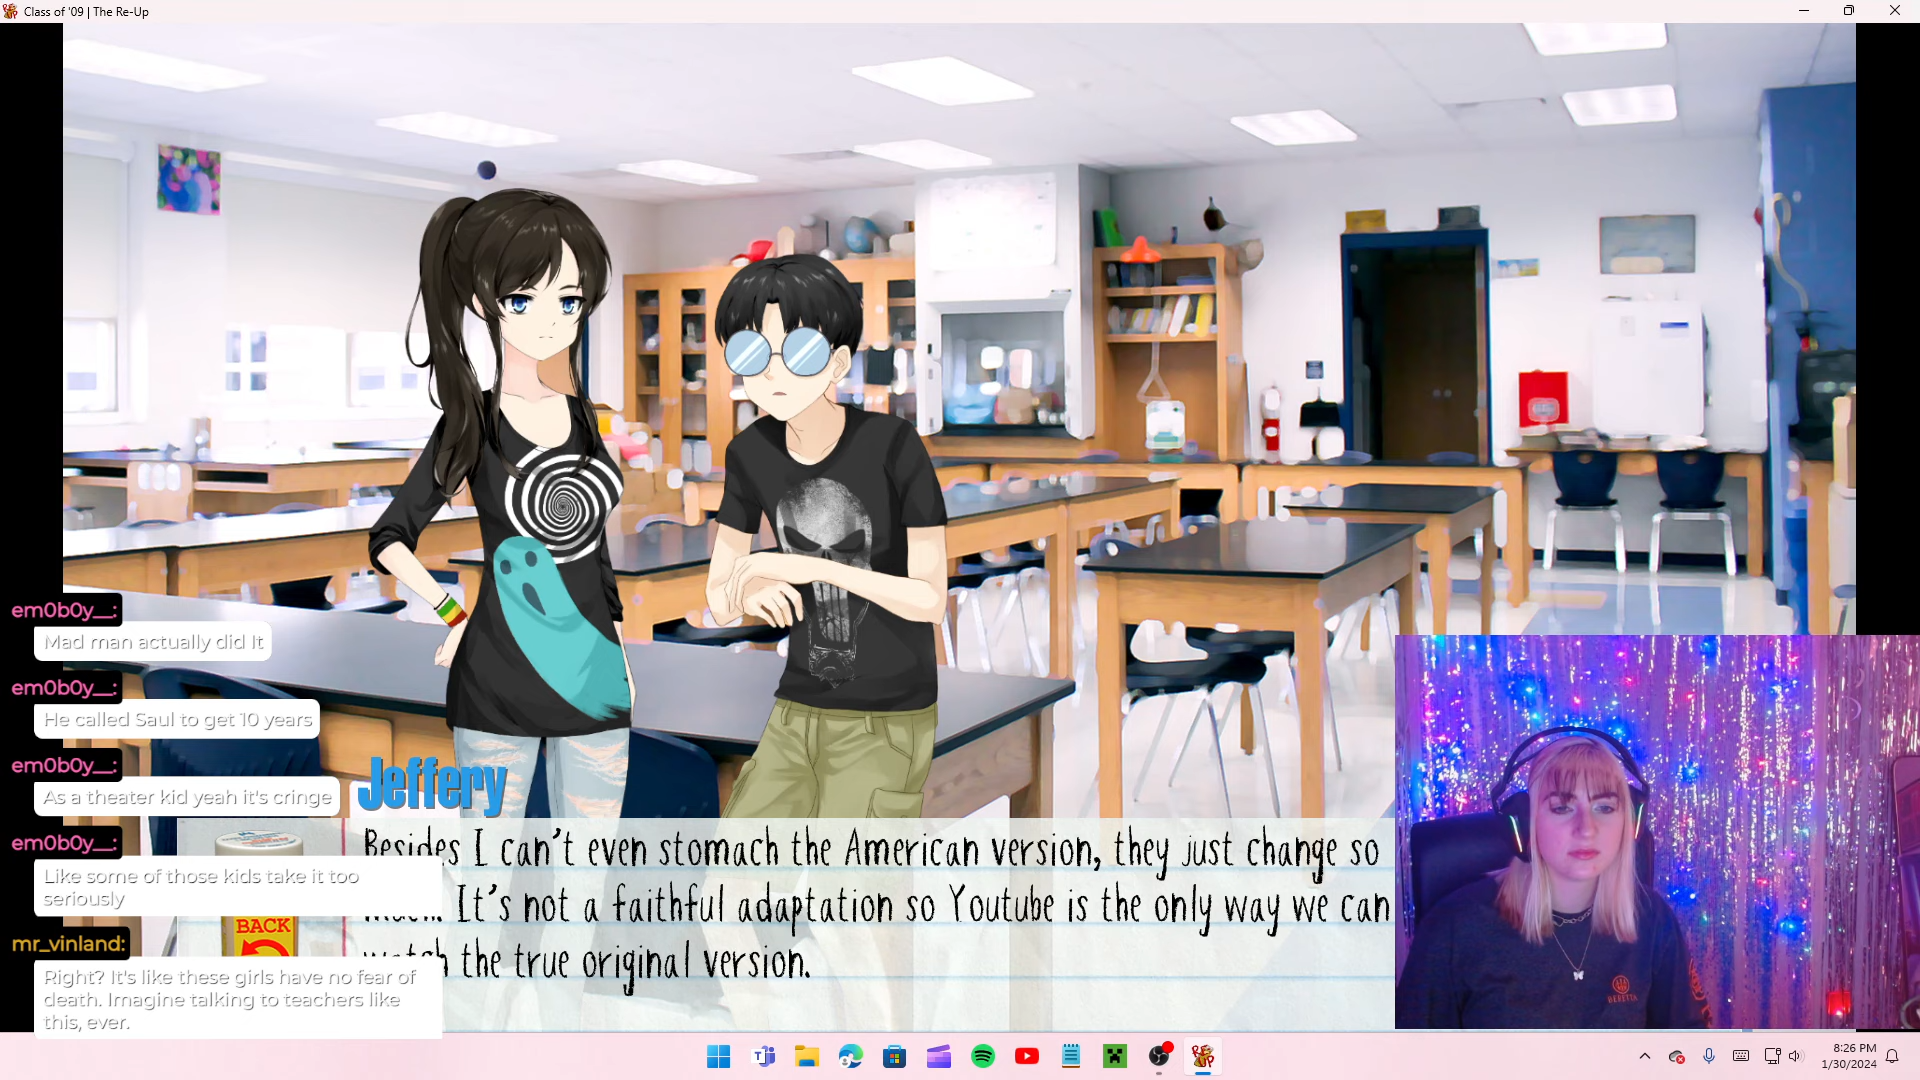 Class of '09 | The Re-Up
em0b0y__:
Mad man actually did It
em0b0y__:
He called Saul to get 10 years
em0b0y__:
As a theater kid yeah it's cringe
em0b0y__:
Like some of those kids take it too
seriously
mr_vinland:
Right? It's like these girls have no fear of
death. Imagine talking to teachers like
this, ever.
Jeffery
Besides I can't even stomach the American version, they just change so
It's not a faithful adaptation so Youtube is the only way we can
the true original version.
BACK
BERETTA
8:26 PM
1/30/2024